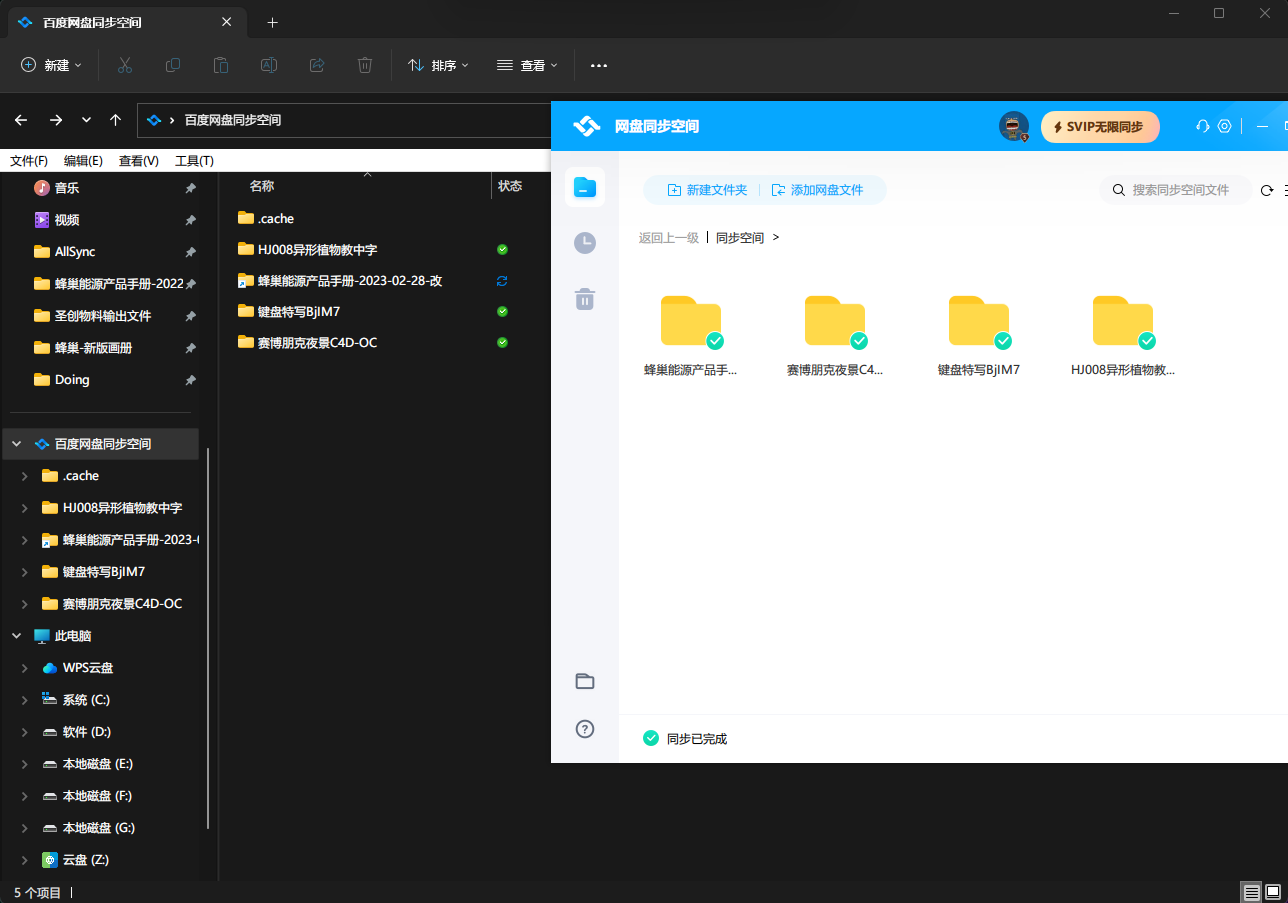 百度网盘同步空间
新建
排序
查看
百度网盘同步空间
文件(F) 编辑(E) 查看(V) 工具(T)
音乐
视频
AllSync
蜂巢能源产品手册-2022
圣创物料输出文件
蜂巢-新版画册
Doing
百度网盘同步空间
.cache
HJ008异形植物教中字
蜂巢能源产品手册-2023-
键盘特写BjIM7
赛博朋克夜景C4D-OC
此电脑
WPS云盘
系统 (C:)
软件 (D:)
本地磁盘 (E:)
本地磁盘 (F:)
本地磁盘 (G:)
云盘 (Z:)
名称 状态
.cache
HJ008异形植物教中字
蜂巢能源产品手册-2023-02-28-改
键盘特写BjIM7
赛博朋克夜景C4D-OC
网盘同步空间
5
SVIP无限同步
新建文件夹 添加网盘文件
搜索同步空间文件
返回上一级 同步空间 >
蜂巢能源产品手... 赛博朋克夜景C4... 键盘特写BjIM7 HJ008异形植物教...
同步已完成
5 个项目